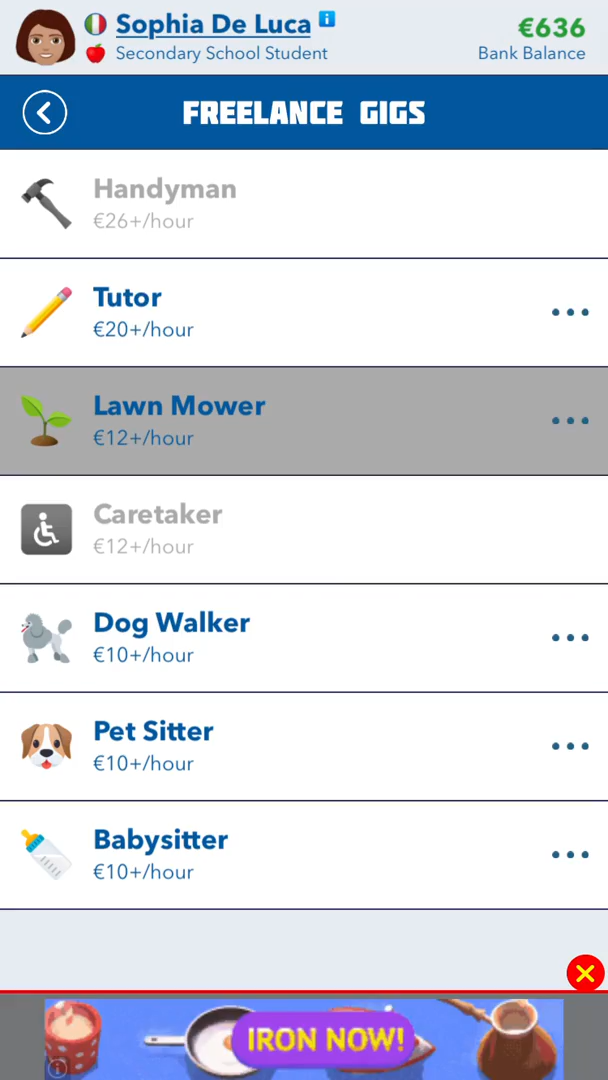 Sophia De Luca
Secondary School Student
€636
Bank Balance
FREELANCE GIGS
Handyman
€26+/hour
Tutor
€20+/hour
Lawn Mower
€12+/hour
Caretaker
€12+/hour
Dog Walker
€10+/hour
Pet Sitter
€10+/hour
Babysitter
€10+/hour
IRON NOW!